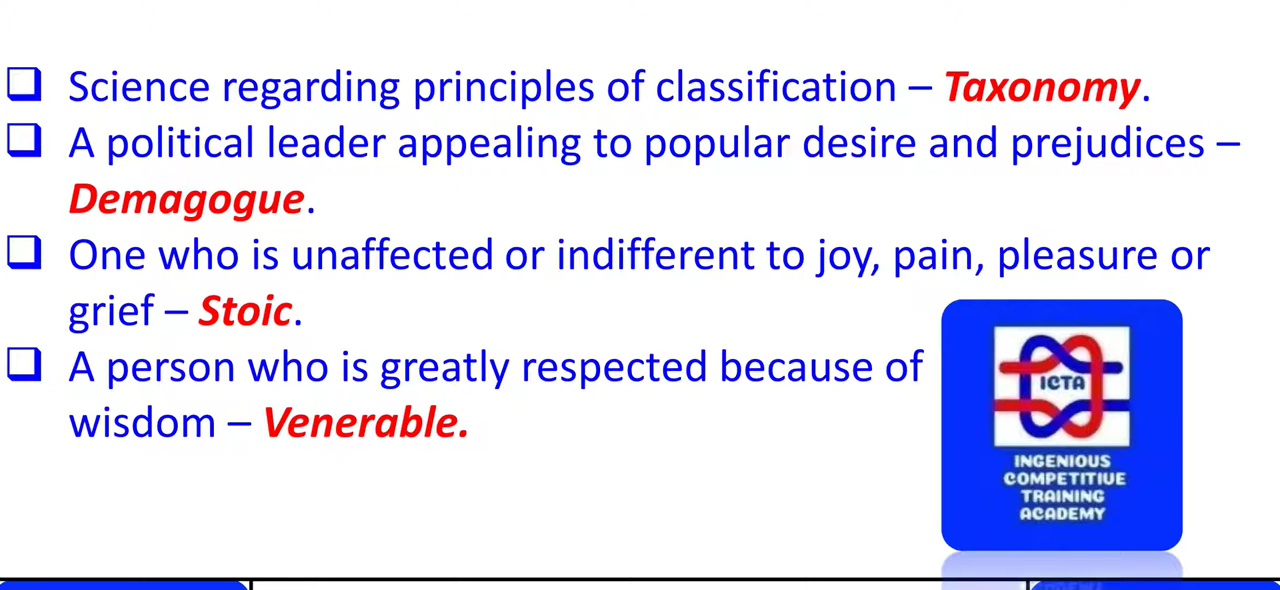 Science regarding principles of classification – Taxonomy.
A political leader appealing to popular desire and prejudices –
Demagogue.
One who is unaffected or indifferent to joy, pain, pleasure or
grief – Stoic.
A person who is greatly respected because of
wisdom – Venerable.
ICTA
INGENIOUS
COMPETITIVE
TRAINING
ACADEMY